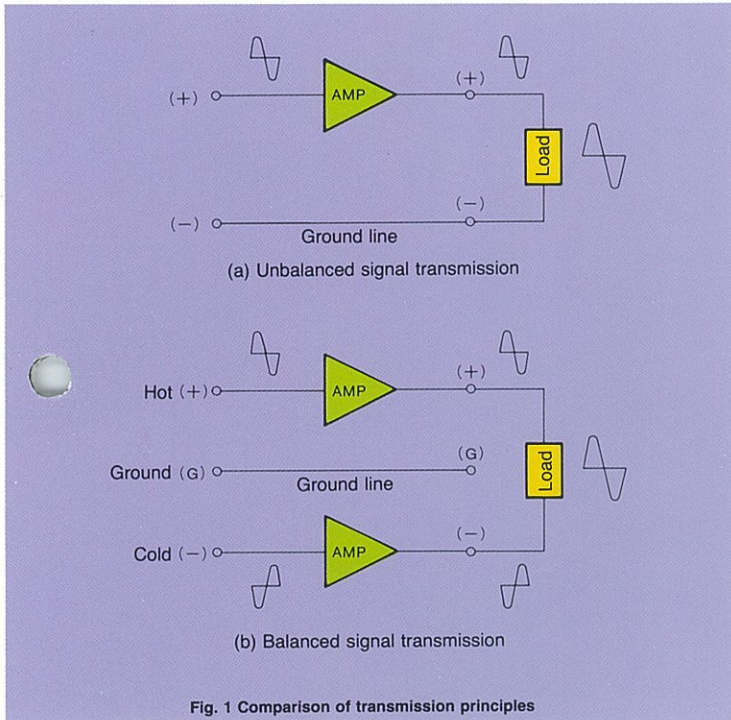 (+)
AMP
(+)
Load
(−)
(−)
Ground line
(a) Unbalanced signal transmission
Hot (+)
AMP
(+)
Ground (G)
(G)
Ground line
Load
Cold (−)
AMP
(−)
(b) Balanced signal transmission
Fig. 1 Comparison of transmission principles